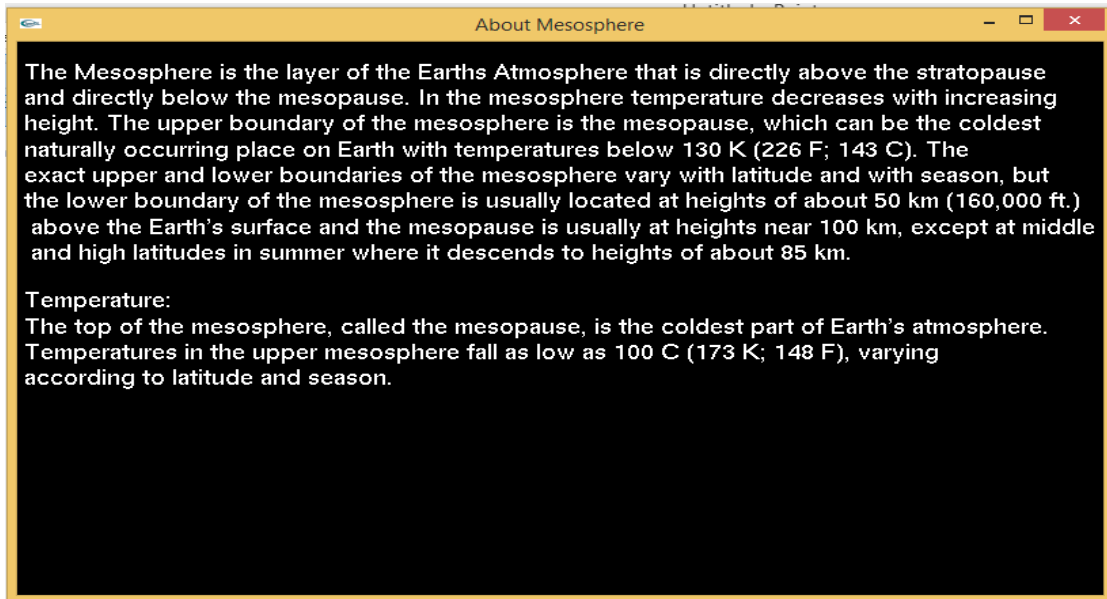 About Mesosphere
The Mesosphere is the layer of the Earths Atmosphere that is directly above the stratopause
and directly below the mesopause. In the mesosphere temperature decreases with increasing
height. The upper boundary of the mesosphere is the mesopause, which can be the coldest
naturally occurring place on Earth with temperatures below 130 K (226 F; 143 C). The
exact upper and lower boundaries of the mesosphere vary with latitude and with season, but
the lower boundary of the mesosphere is usually located at heights of about 50 km (160,000 ft.)
above the Earth's surface and the mesopause is usually at heights near 100 km, except at middle
and high latitudes in summer where it descends to heights of about 85 km.
Temperature:
The top of the mesosphere, called the mesopause, is the coldest part of Earth's atmosphere.
Temperatures in the upper mesosphere fall as low as 100 C (173 K; 148 F), varying
according to latitude and season.